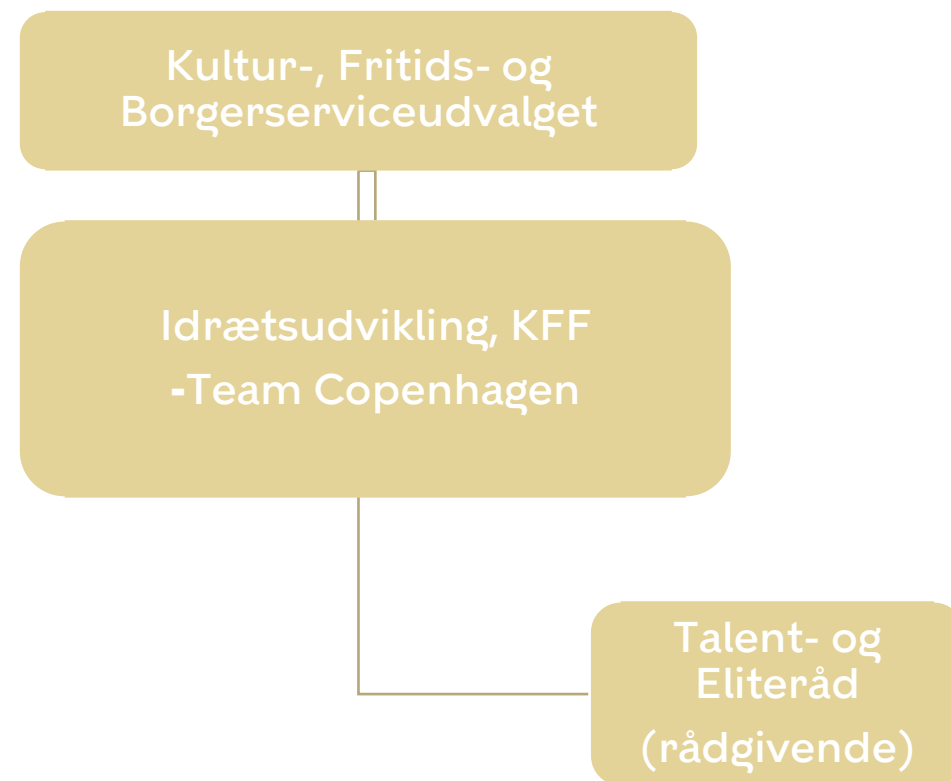 Kultur-, Fritids- og
Borgerserviceudvalget
Idrætsudvikling, KFF
-Team Copenhagen
Talent- og
Eliteråd
(rådgivende)